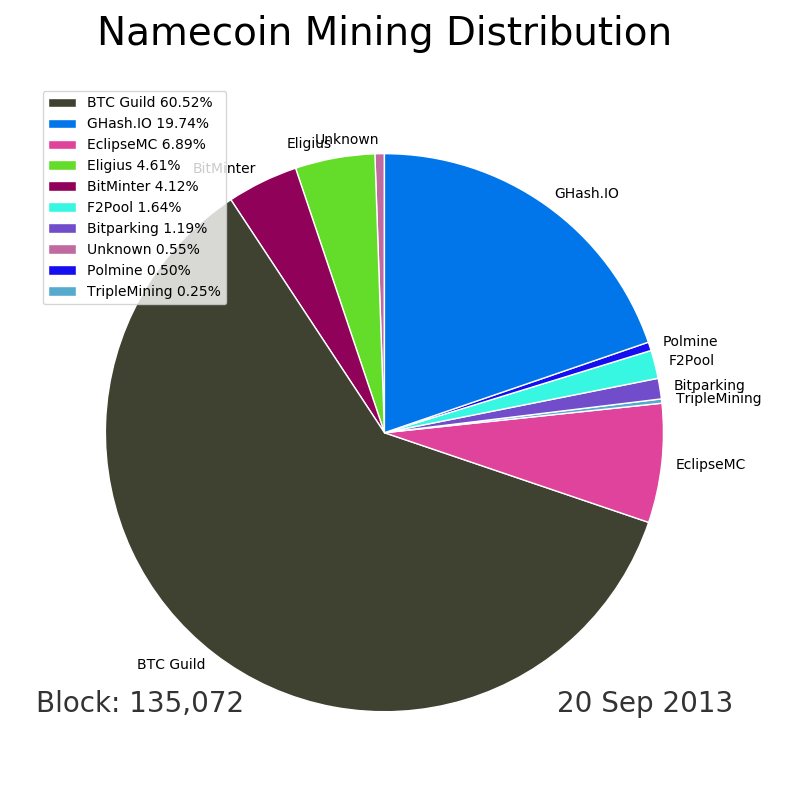 Namecoin Mining Distribution
BTC Guild 60.52%
GHash.IO 19.74%
EclipseMC 6.89%
Eligius 4.61%
BitMinter 4.12%
F2Pool 1.64%
Bitparking 1.19%
Unknown 0.55%
Polmine 0.50%
TripleMining 0.25%
Unknown
Eligius
BitMinter
GHash.IO
Polmine
F2Pool
Bitparking
TripleMining
EclipseMC
BTC Guild
Block: 135,072
20 Sep 2013